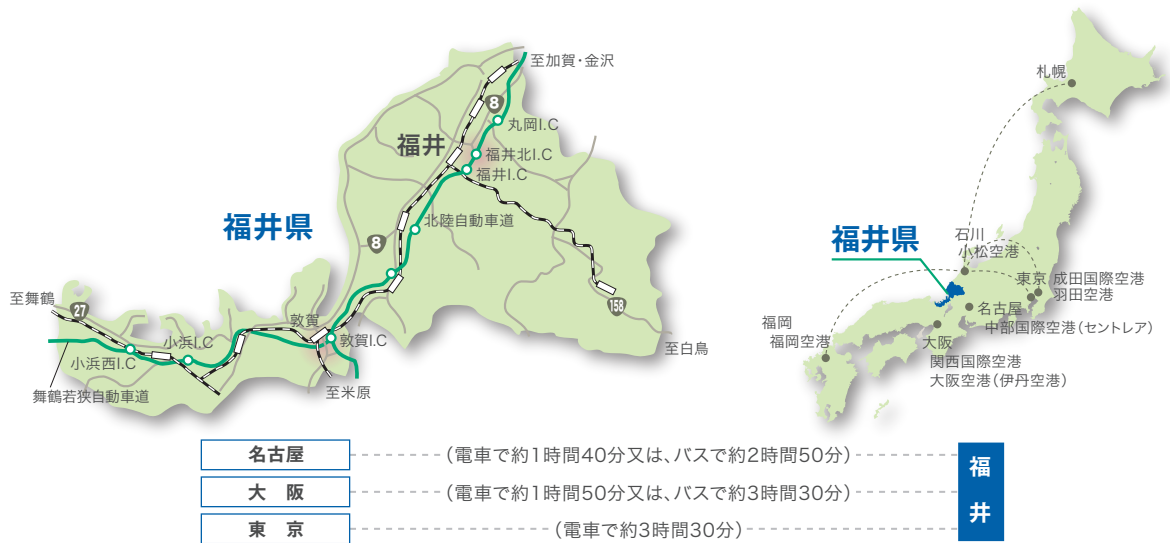 至加賀・金沢
8
丸岡I.C
福井
福井北I.C
福井I.C
福井県
北陸自動車道
8
至舞鶴
27
敦賀
158
小浜I.C
敦賀I.C
至白鳥
小浜西I.C
至米原
舞鶴若狭自動車道
札幌
福井県
石川
小松空港
東京 成田国際空港
羽田空港
名古屋
中部国際空港(セントレア)
福岡
福岡空港
大阪
関西国際空港
大阪空港(伊丹空港)
名古屋 (電車で約1時間40分又は、バスで約2時間50分)
大 阪 (電車で約1時間50分又は、バスで約3時間30分)
東 京 (電車で約3時間30分)
福井